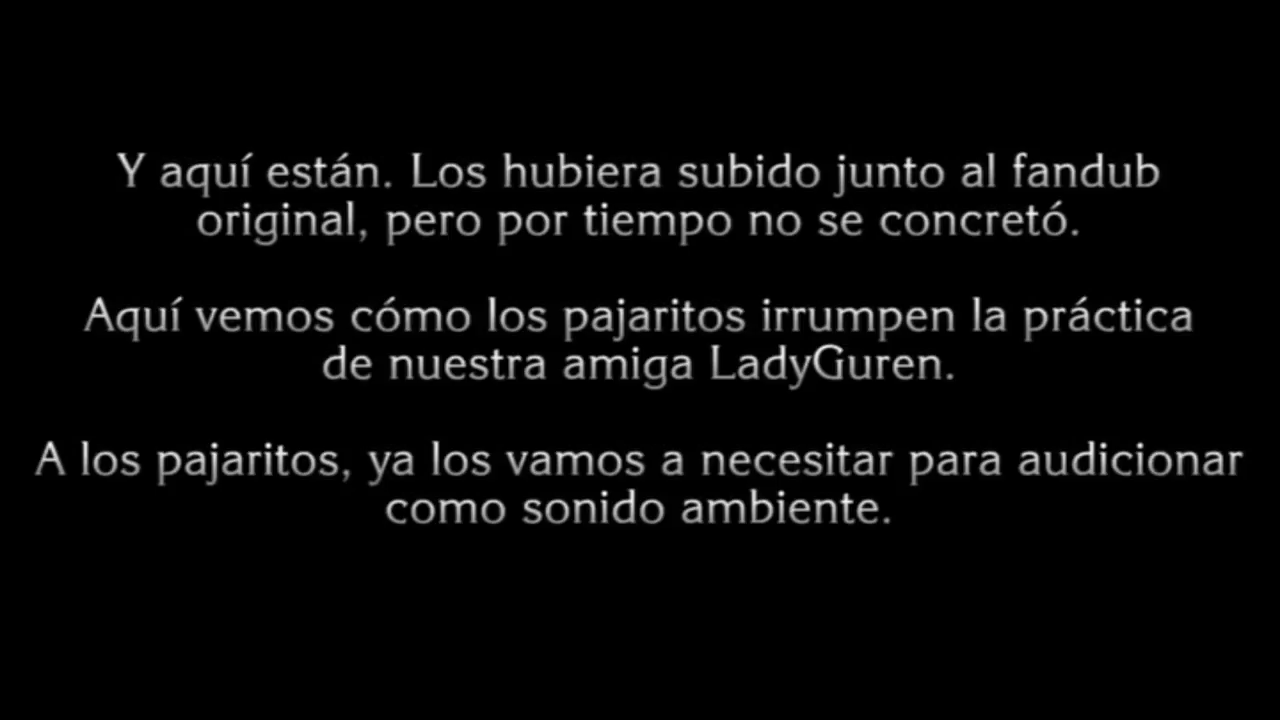 Y aquí están. Los hubiera subido junto al fandub
original, pero por tiempo no se concretó.
Aquí vemos cómo los pajaritos irrumpen la práctica
de nuestra amiga LadyGuren.
A los pajaritos, ya los vamos a necesitar para audicionar
como sonido ambiente.